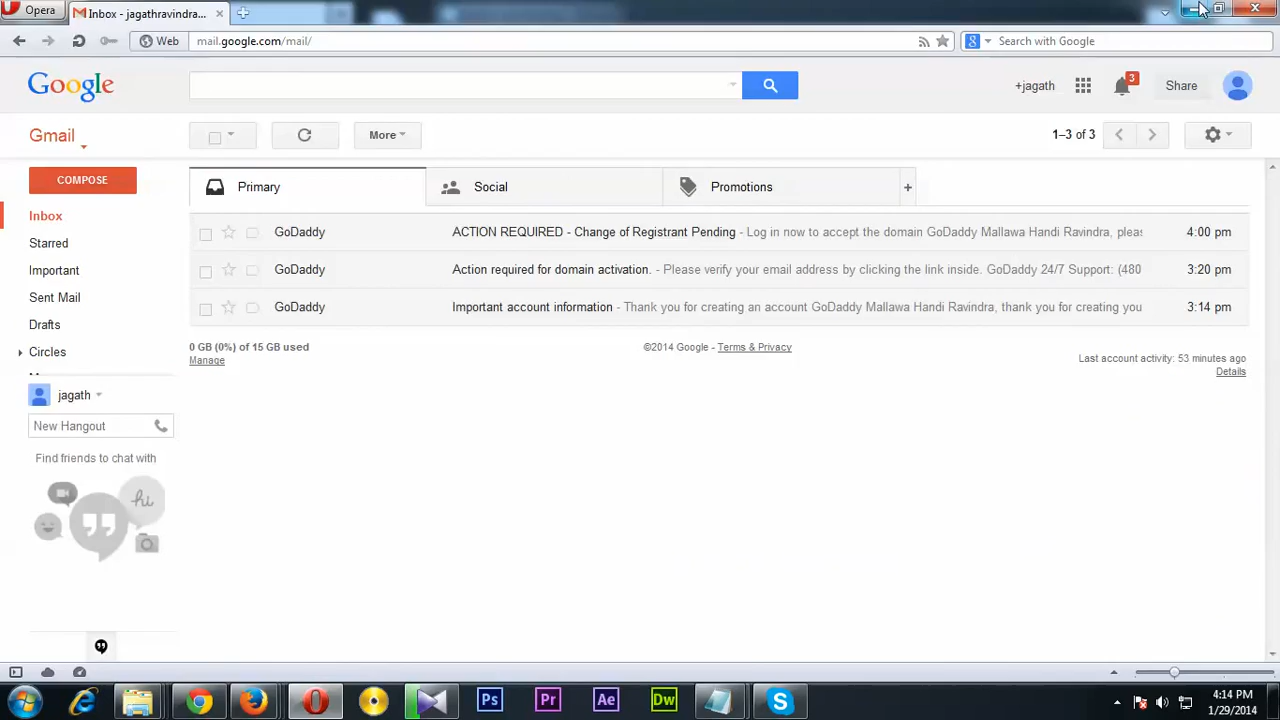 Opera
Inbox - jagathravindra...
Web
mail.google.com/mail/
Search with Google
Google
+jagath
3
Share
Gmail
More
1–3 of 3
COMPOSE
Primary
Social
Promotions
+
Inbox
Starred
Important
Sent Mail
Drafts
Circles
GoDaddy ACTION REQUIRED - Change of Registrant Pending - Log in now to accept the domain GoDaddy Mallawa Handi Ravindra, pleas 4:00 pm
GoDaddy Action required for domain activation. - Please verify your email address by clicking the link inside. GoDaddy 24/7 Support: (480 3:20 pm
GoDaddy Important account information - Thank you for creating an account GoDaddy Mallawa Handi Ravindra, thank you for creating you 3:14 pm
0 GB (0%) of 15 GB used
Manage
©2014 Google - Terms & Privacy
Last account activity: 53 minutes ago
Details
jagath
New Hangout
Find friends to chat with
hi
Ps
Pr
Ae
Dw
4:14 PM
1/29/2014